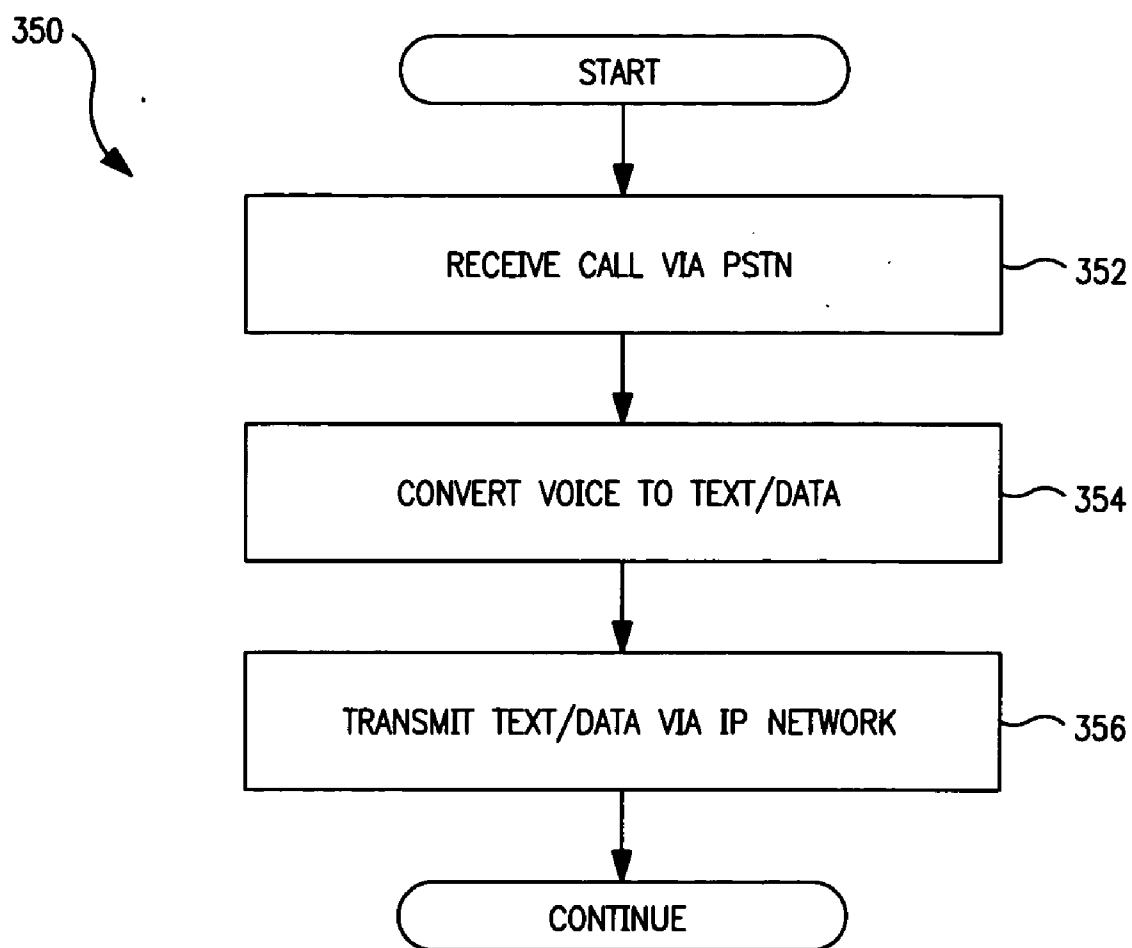 350
START
RECEIVE CALL VIA PSTN
352
CONVERT VOICE TO TEXT/DATA
354
TRANSMIT TEXT/DATA VIA IP NETWORK
356
CONTINUE